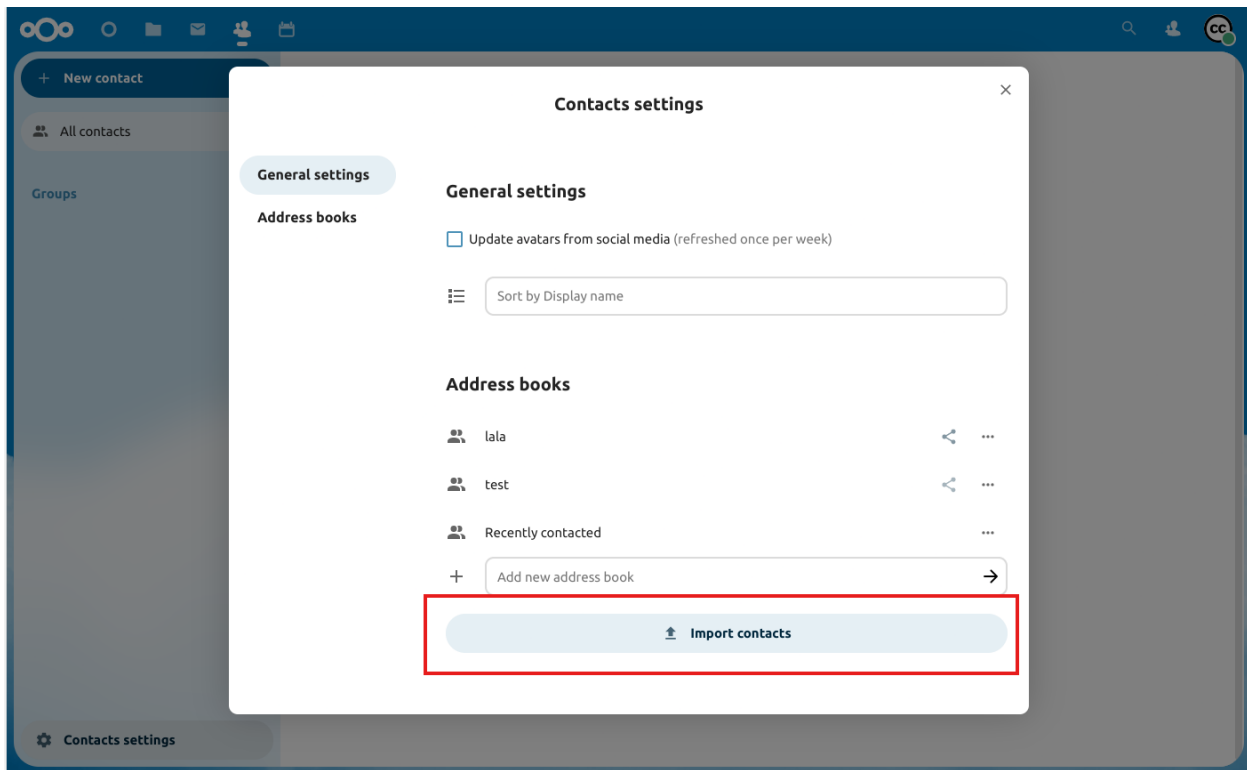 CC
New contact
All contacts
Groups
Contacts settings
Contacts settings
General settings
Address books
General settings
Update avatars from social media (refreshed once per week)
Sort by Display name
Address books
lala
test
Recently contacted
Add new address book
Import contacts